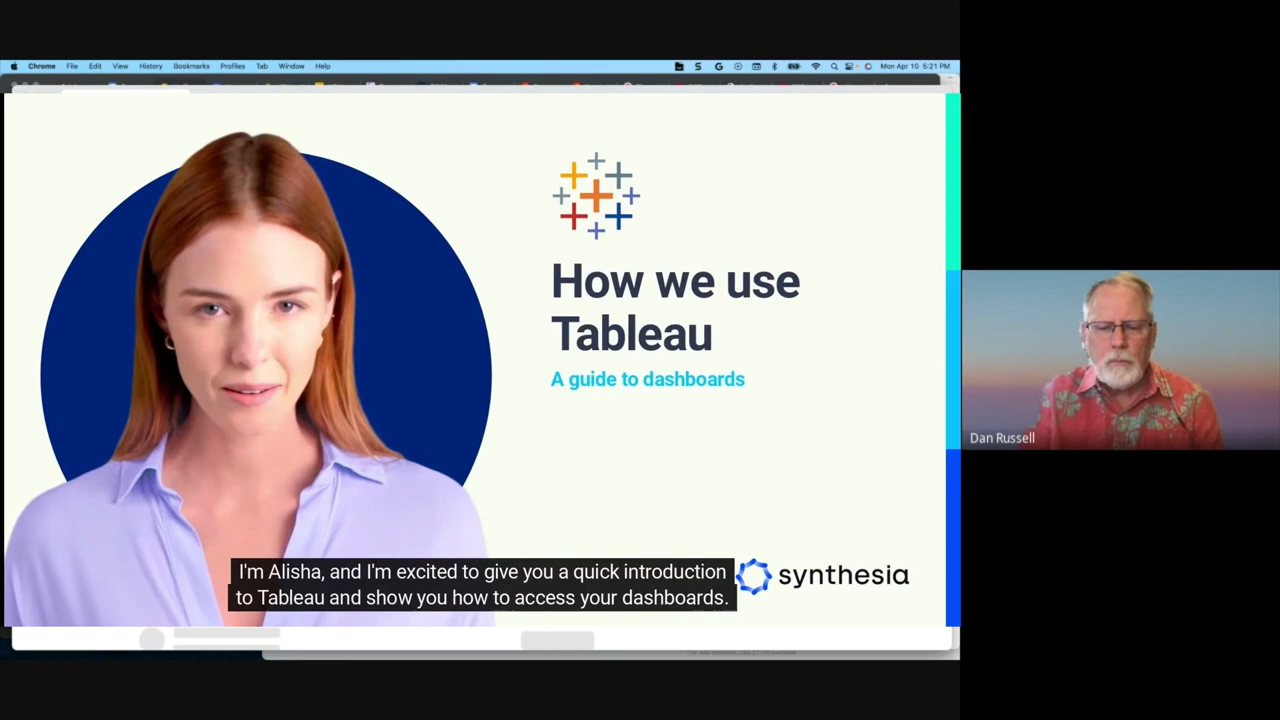 Chrome File Edit View History Bookmarks Profiles Tab Window Help
Mon Apr 10 5:21 PM
How we use
Tableau
A guide to dashboards
I'm Alisha, and I'm excited to give you a quick introduction
to Tableau and show you how to access your dashboards.
synthesia
Dan Russell